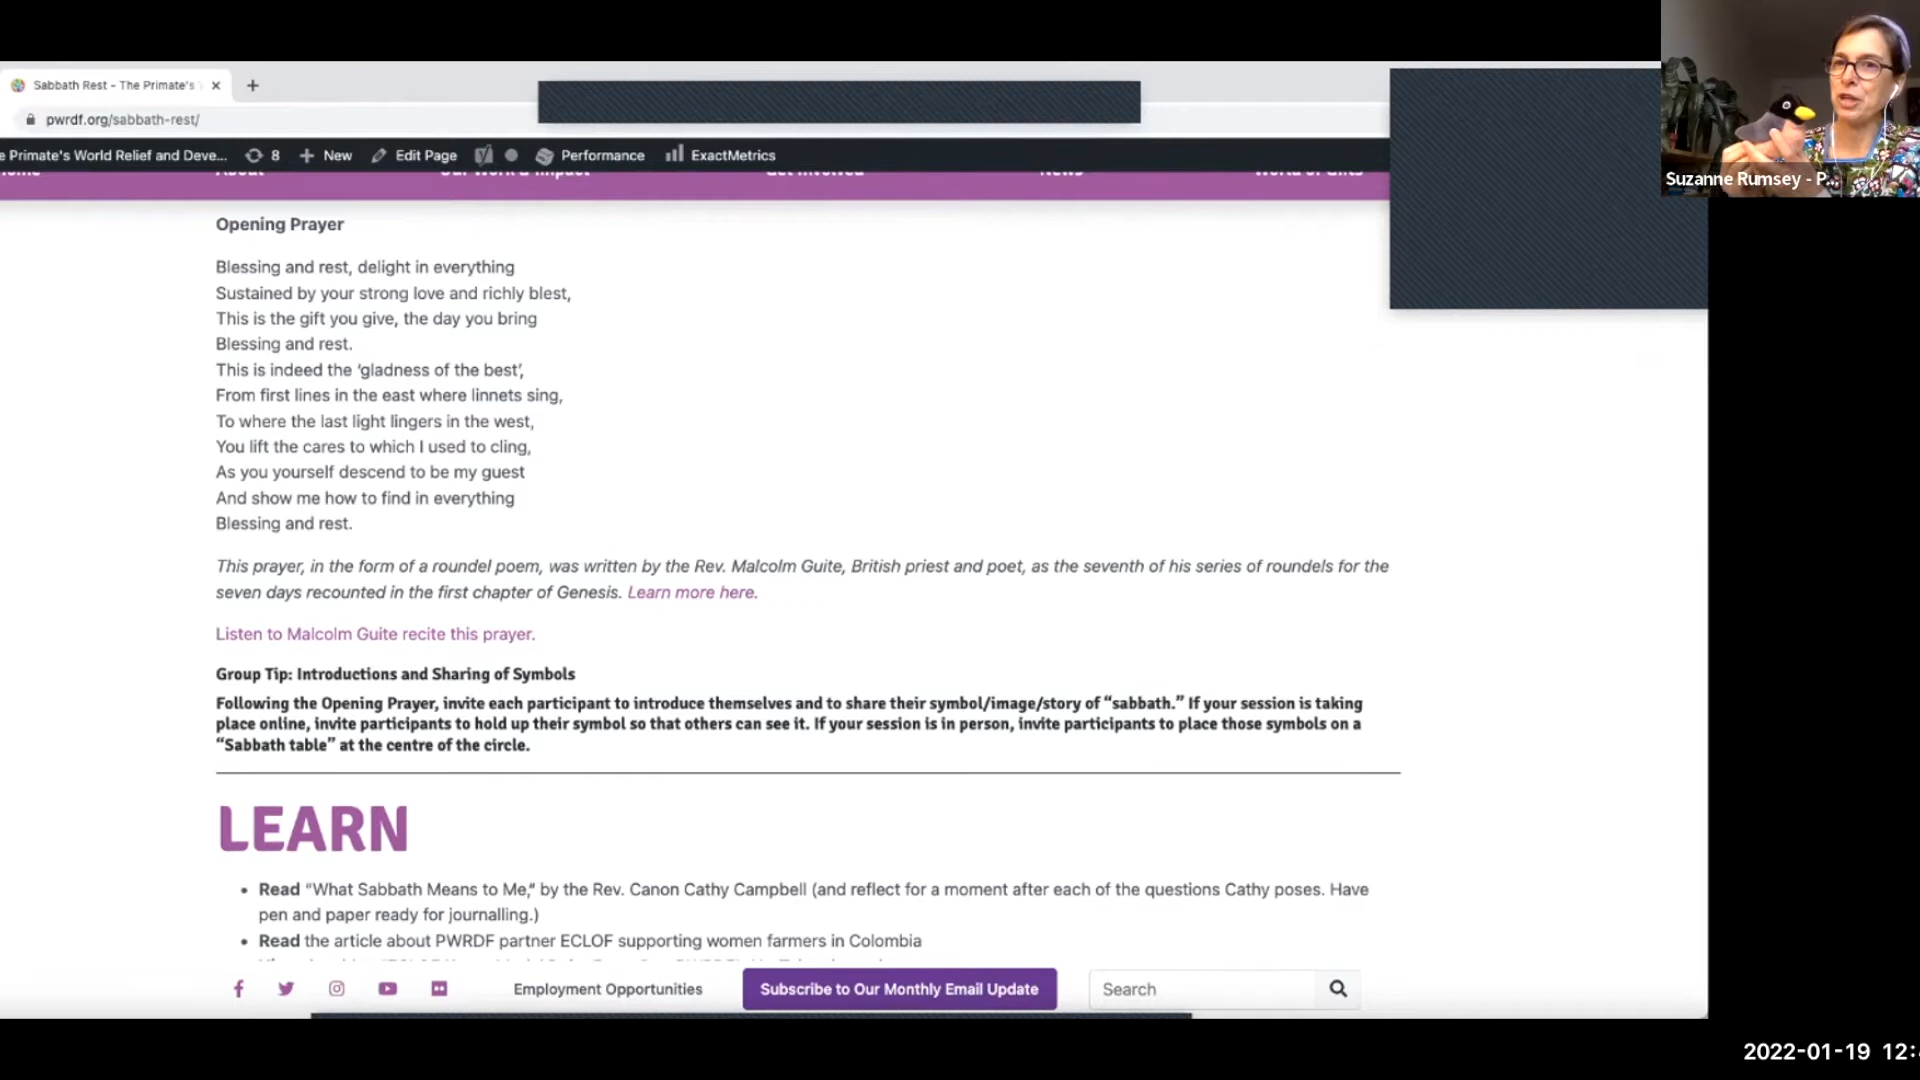 Sabbath Rest - The Primate's
pwrdf.org/sabbath-rest/
e Primate's World Relief and Deve... 8 New Edit Page Performance ExactMetrics
Home About Our Work & Impact Get Involved News World of Gifts
Opening Prayer
Blessing and rest, delight in everything
Sustained by your strong love and richly blest,
This is the gift you give, the day you bring
Blessing and rest.
This is indeed the ‘gladness of the best’,
From first lines in the east where linnets sing,
To where the last light lingers in the west,
You lift the cares to which I used to cling,
As you yourself descend to be my guest
And show me how to find in everything
Blessing and rest.
This prayer, in the form of a roundel poem, was written by the Rev. Malcolm Guite, British priest and poet, as the seventh of his series of roundels for the
seven days recounted in the first chapter of Genesis. Learn more here.
Listen to Malcolm Guite recite this prayer.
Group Tip: Introductions and Sharing of Symbols
Following the Opening Prayer, invite each participant to introduce themselves and to share their symbol/image/story of “sabbath.” If your session is taking
place online, invite participants to hold up their symbol so that others can see it. If your session is in person, invite participants to place those symbols on a
“Sabbath table” at the centre of the circle.
LEARN
• Read “What Sabbath Means to Me,” by the Rev. Canon Cathy Campbell (and reflect for a moment after each of the questions Cathy poses. Have
pen and paper ready for journalling.)
• Read the article about PWRDF partner ECLOF supporting women farmers in Colombia
Employment Opportunities Subscribe to Our Monthly Email Update Search
Suzanne Rumsey - P...
2022-01-19 12: